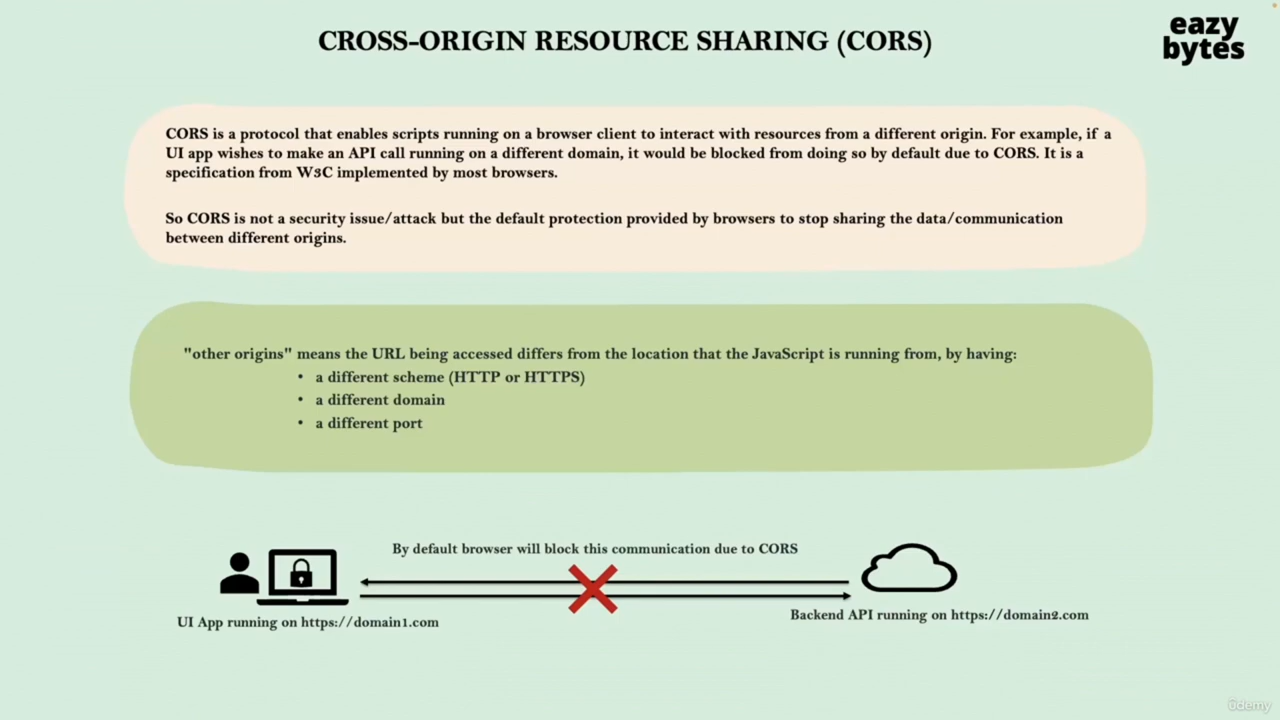 CROSS-ORIGIN RESOURCE SHARING (CORS)
eazy
bytes
CORS is a protocol that enables scripts running on a browser client to interact with resources from a different origin. For example, if a
UI app wishes to make an API call running on a different domain, it would be blocked from doing so by default due to CORS. It is a
specification from W3C implemented by most browsers.
So CORS is not a security issue/attack but the default protection provided by browsers to stop sharing the data/communication
between different origins.
"other origins" means the URL being accessed differs from the location that the JavaScript is running from, by having:
• a different scheme (HTTP or HTTPS)
• a different domain
• a different port
By default browser will block this communication due to CORS
UI App running on https://domain1.com
Backend API running on https://domain2.com
ûdemy